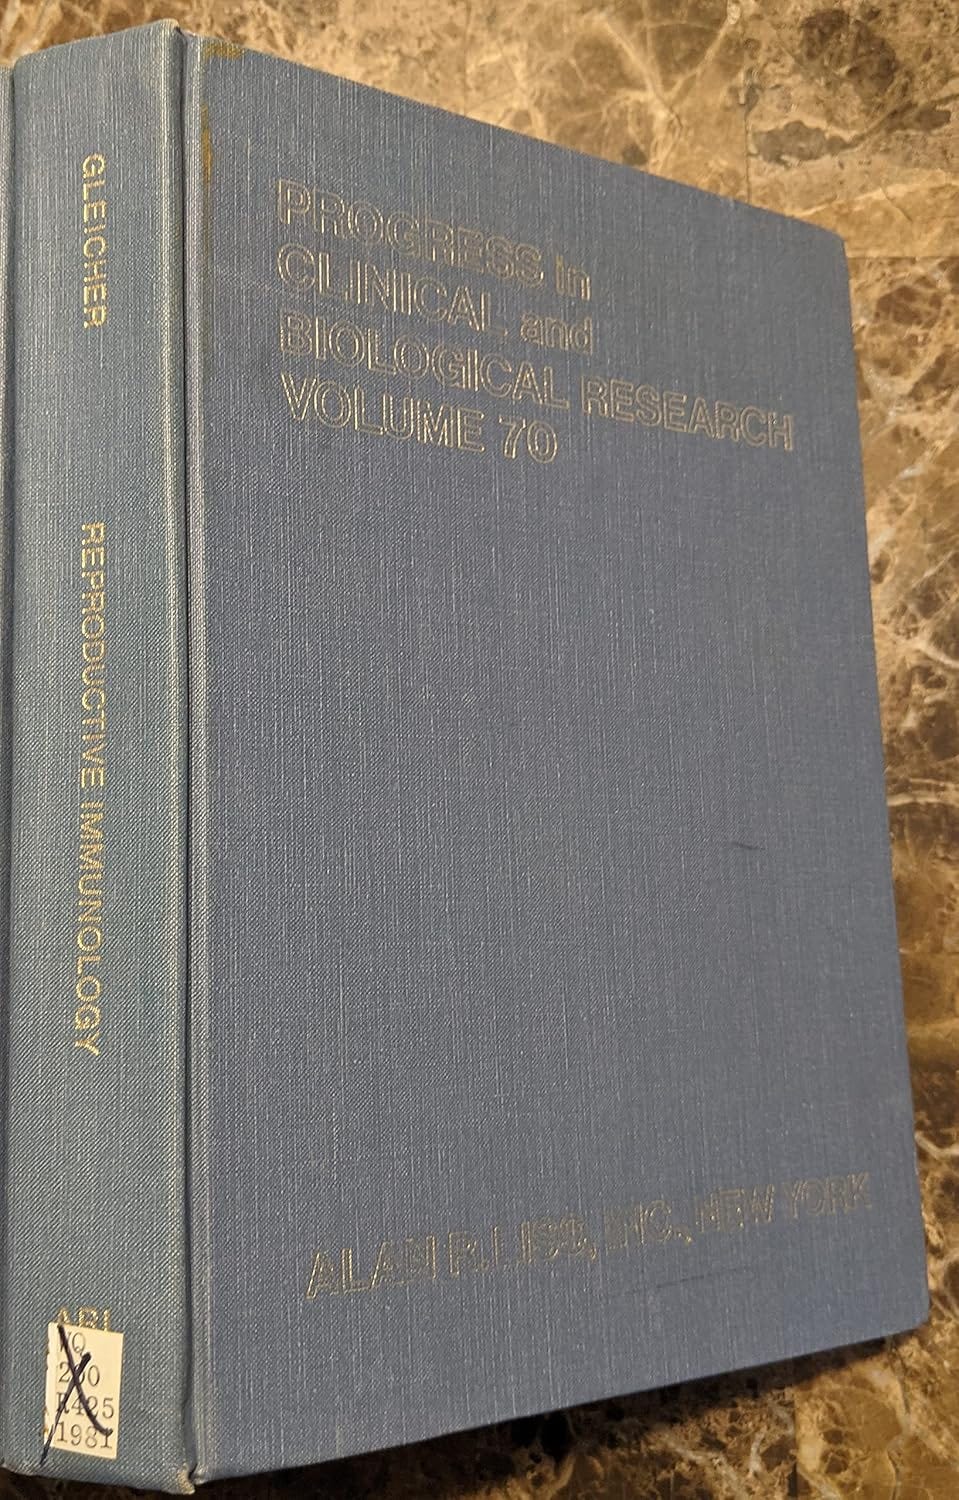 GLEICHER
REPRODUCTIVE IMMUNOLOGY
1981
PROGRESS in
CLINICAL and
BIOLOGICAL RESEARCH
VOLUME 70
ALAN R. LISS, INC., NEW YORK